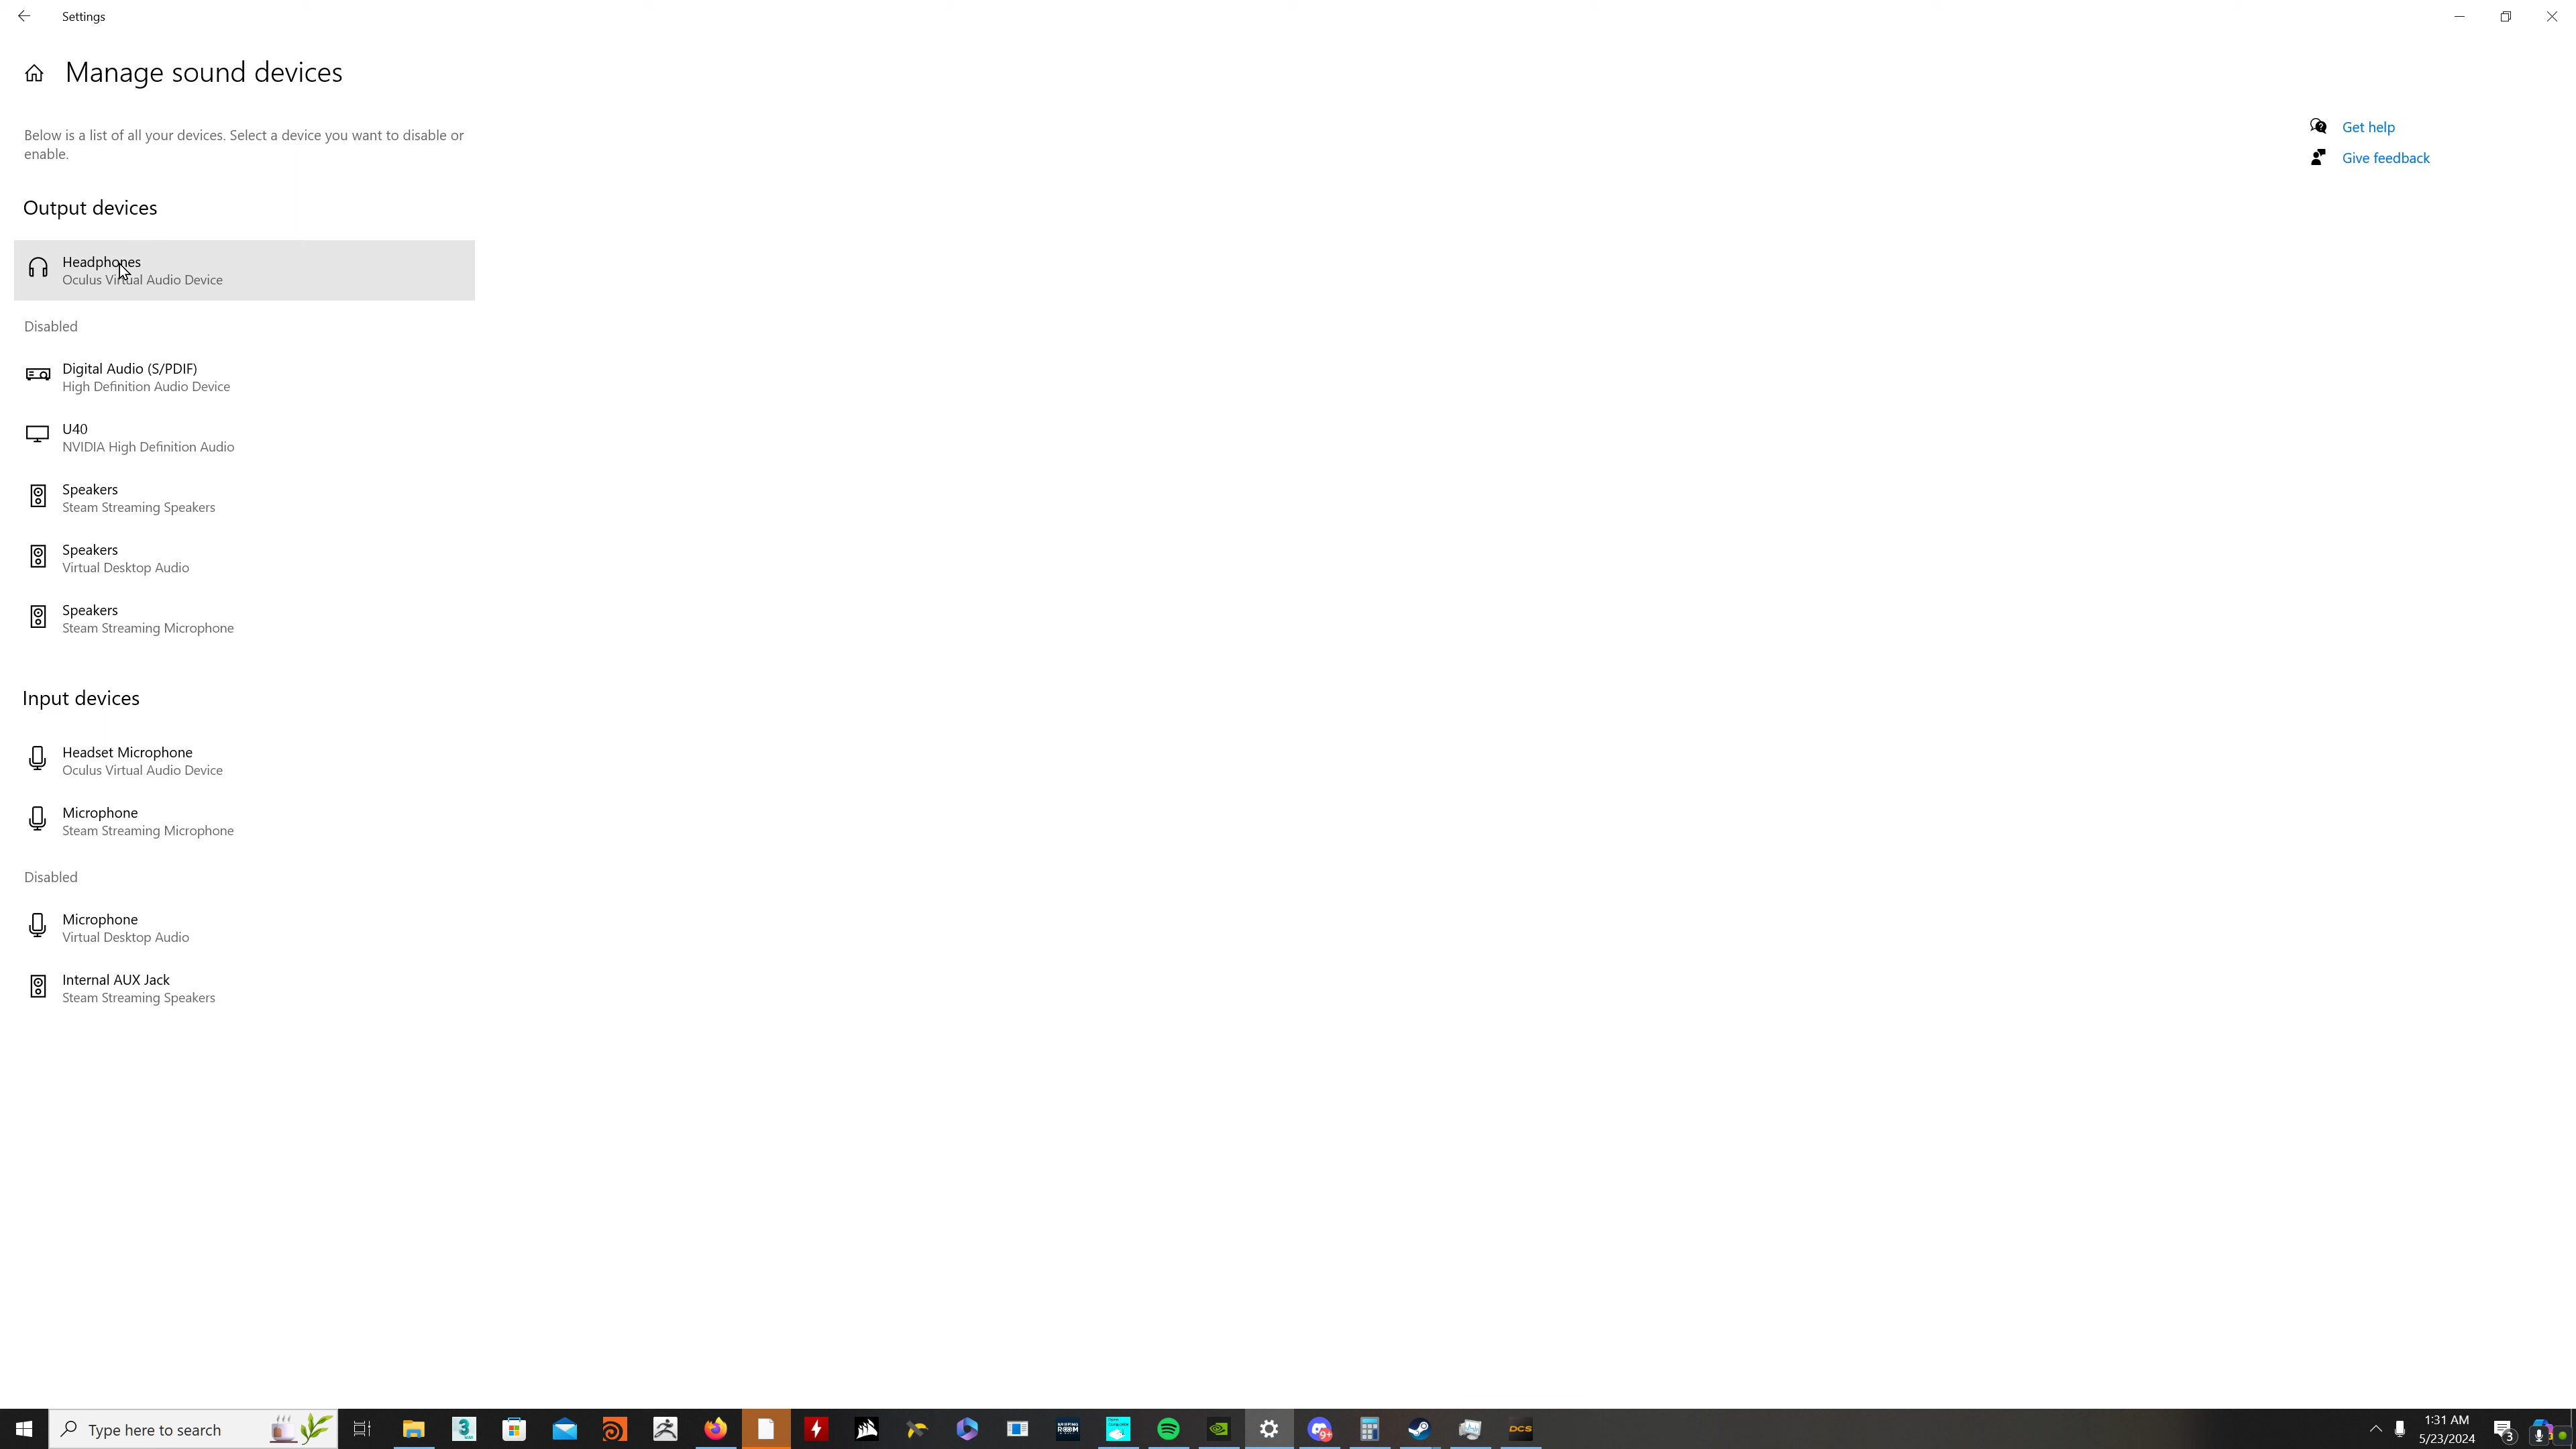 Settings
Manage sound devices
Below is a list of all your devices. Select a device you want to disable or
enable.
Get help
Give feedback
Output devices
Headphones
Oculus Virtual Audio Device
Disabled
Digital Audio (S/PDIF)
High Definition Audio Device
U40
NVIDIA High Definition Audio
Speakers
Steam Streaming Speakers
Speakers
Virtual Desktop Audio
Speakers
Steam Streaming Microphone
Input devices
Headset Microphone
Oculus Virtual Audio Device
Microphone
Steam Streaming Microphone
Disabled
Microphone
Virtual Desktop Audio
Internal AUX Jack
Steam Streaming Speakers
Type here to search
3
9+
DCS
1:31 AM
5/23/2024
3